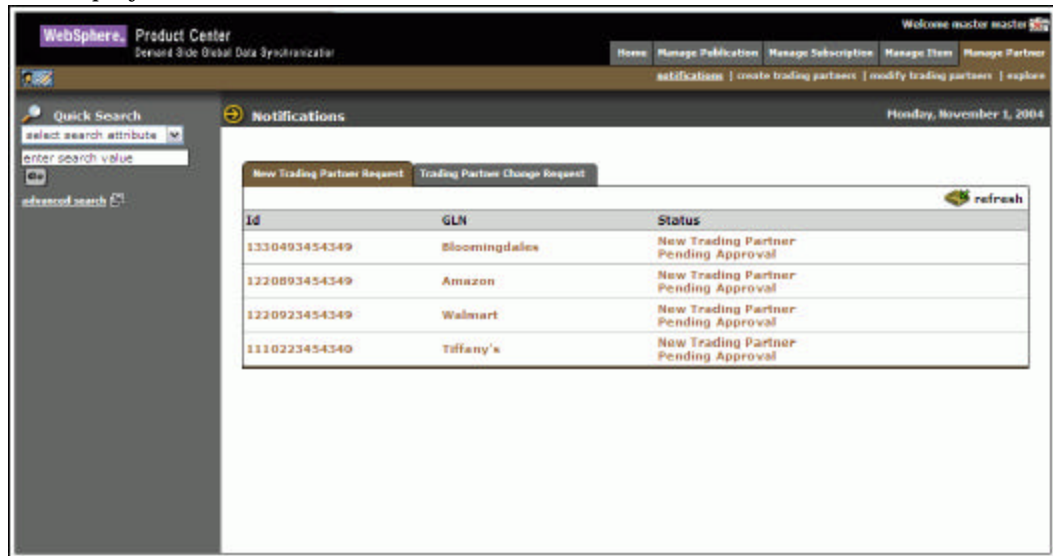 Welcome master master
WebSphere. Product Center
Demand Side Global Data Synchronization
Home Manage Publication Manage Subscription Manage Item Manage Partner
notifications | create trading partners | modify trading partners | explore
Quick Search
Notifications
Monday, November 1, 2004
select search attribute
enter search value
Go
advanced search
New Trading Partner Request Trading Partner Change Request
refresh
Id GLN Status
1330493454349 Bloomingdales New Trading Partner
Pending Approval
1220893454349 Amazon New Trading Partner
Pending Approval
1220923454349 Walmart New Trading Partner
Pending Approval
1110223454340 Tiffany's New Trading Partner
Pending Approval